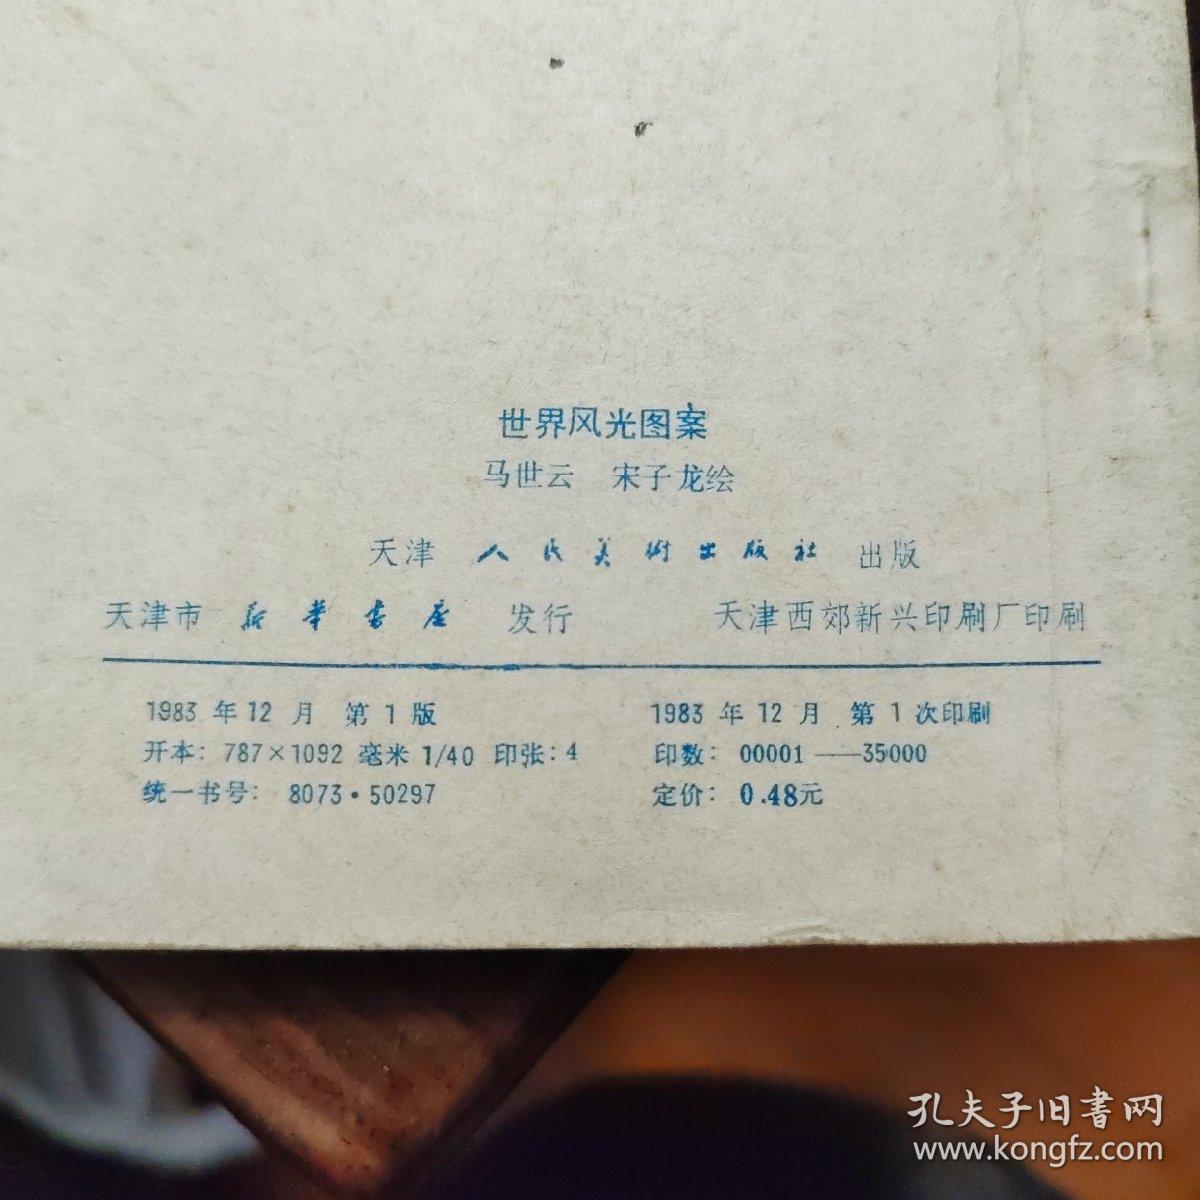 世界风光图案
马世云 宋子龙绘
天津 人民美術出版社 出版
天津市 新華書店 发行 天津西郊新兴印刷厂印刷
1983 年 12 月 第 1 版 1983 年 12 月 第 1 次印刷
开本: 787×1092 毫米 1/40 印张: 4 印数: 00001——35000
统一书号: 8073·50297 定价: 0.48元
孔夫子旧書网
www.kongfz.com